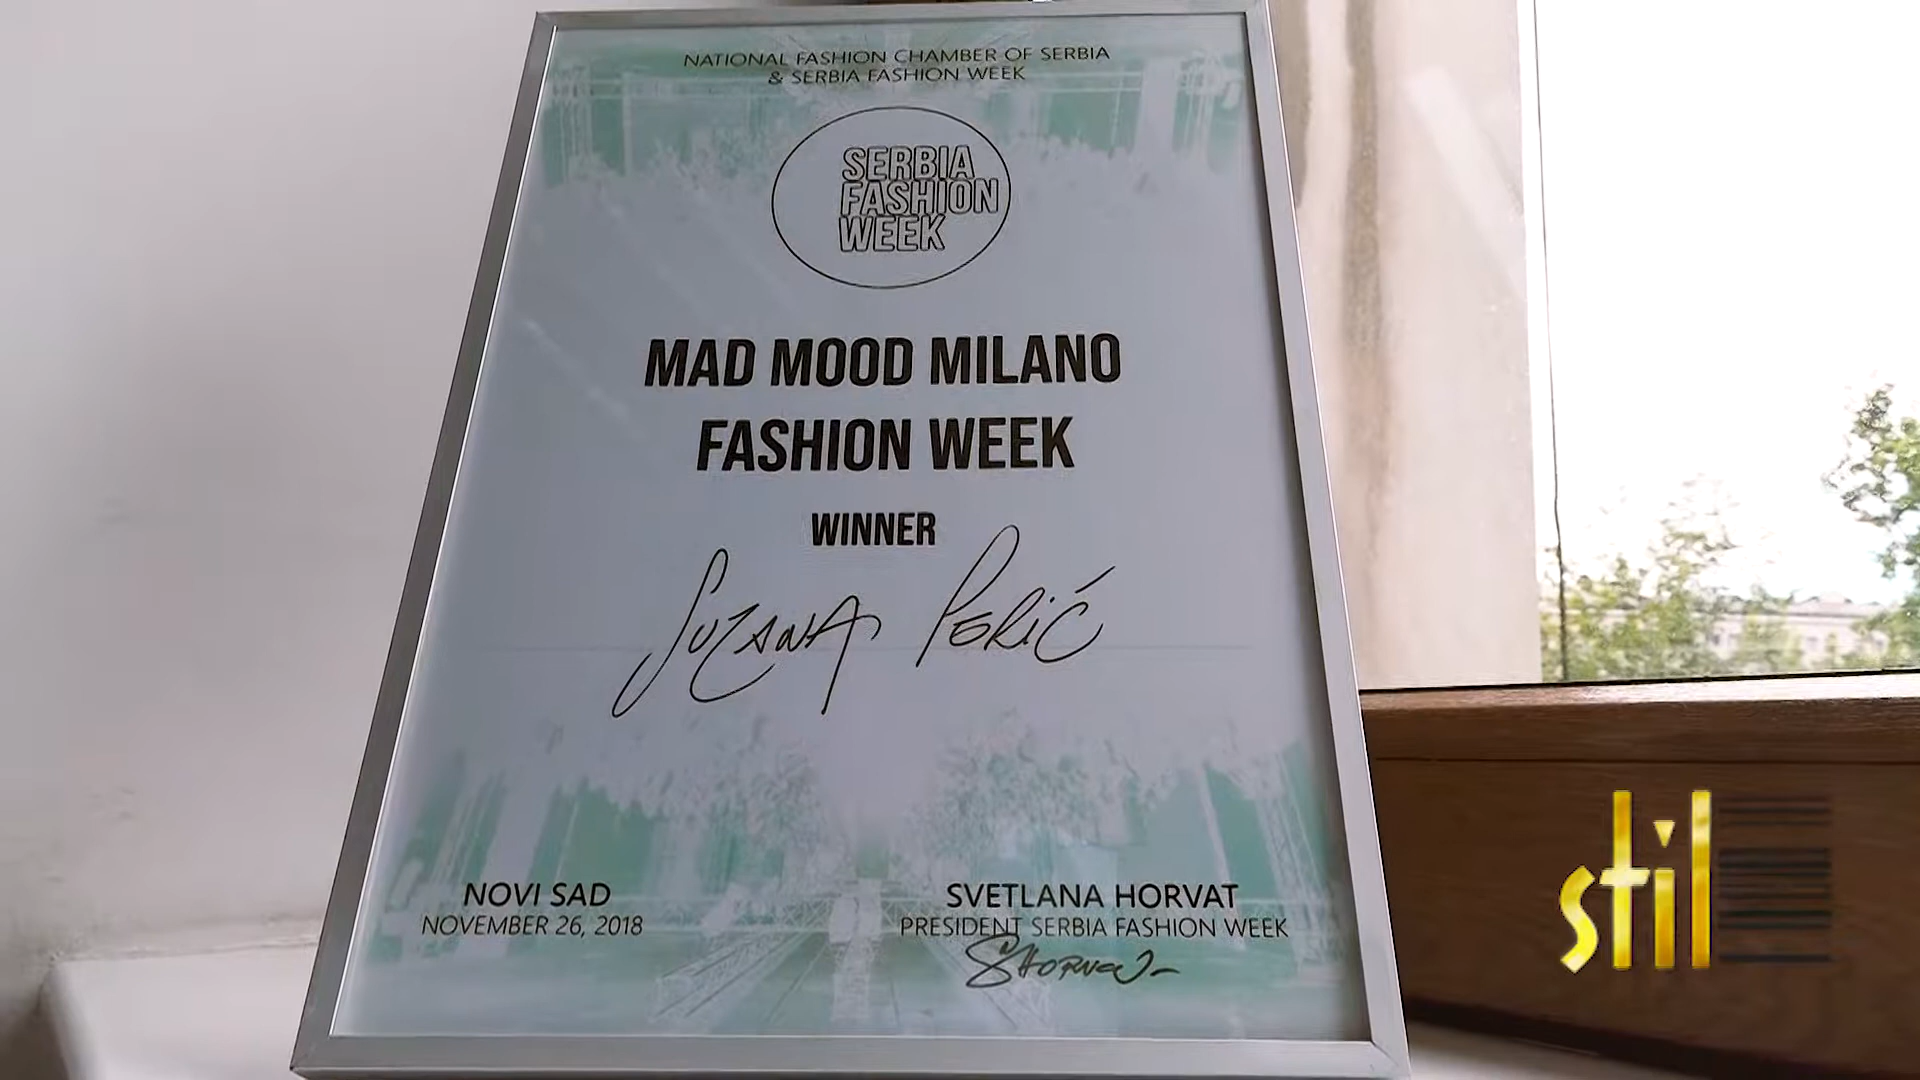 NATIONAL FASHION CHAMBER OF SERBIA
& SERBIA FASHION WEEK
SERBIA
FASHION
WEEK
MAD MOOD MILANO
FASHION WEEK
WINNER
Suzana Perić
NOVI SAD
NOVEMBER 26, 2018
SVETLANA HORVAT
PRESIDENT SERBIA FASHION WEEK
stil